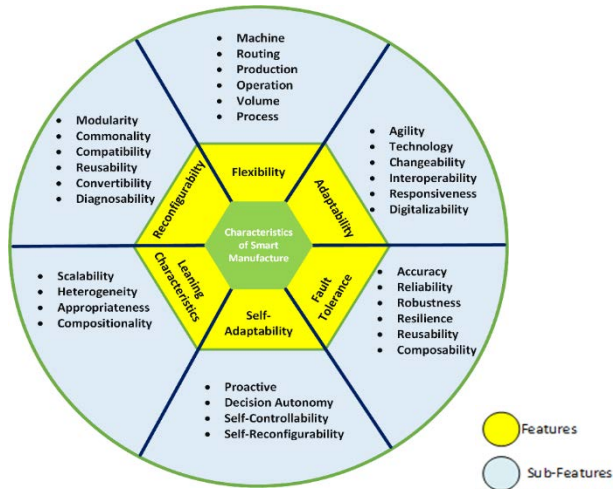 Machine
Routing
Production
Operation
Volume
Process
Modularity
Commonality
Compatibility
Reusability
Convertibility
Diagnosability
Agility
Technology
Changeability
Interoperability
Responsiveness
Digitalizability
Reconfigurabilty
Flexibility
Adaptability
Characteristics
of Smart
Manufacture
Scalability
Heterogeneity
Appropriateness
Compositionality
Leaning
Characteristics
Self-
Adaptability
Fault
Tolerance
Accuracy
Reliability
Robustness
Resilience
Reusability
Composability
Proactive
Decision Autonomy
Self-Controllability
Self-Reconfigurability
Features
Sub-Features